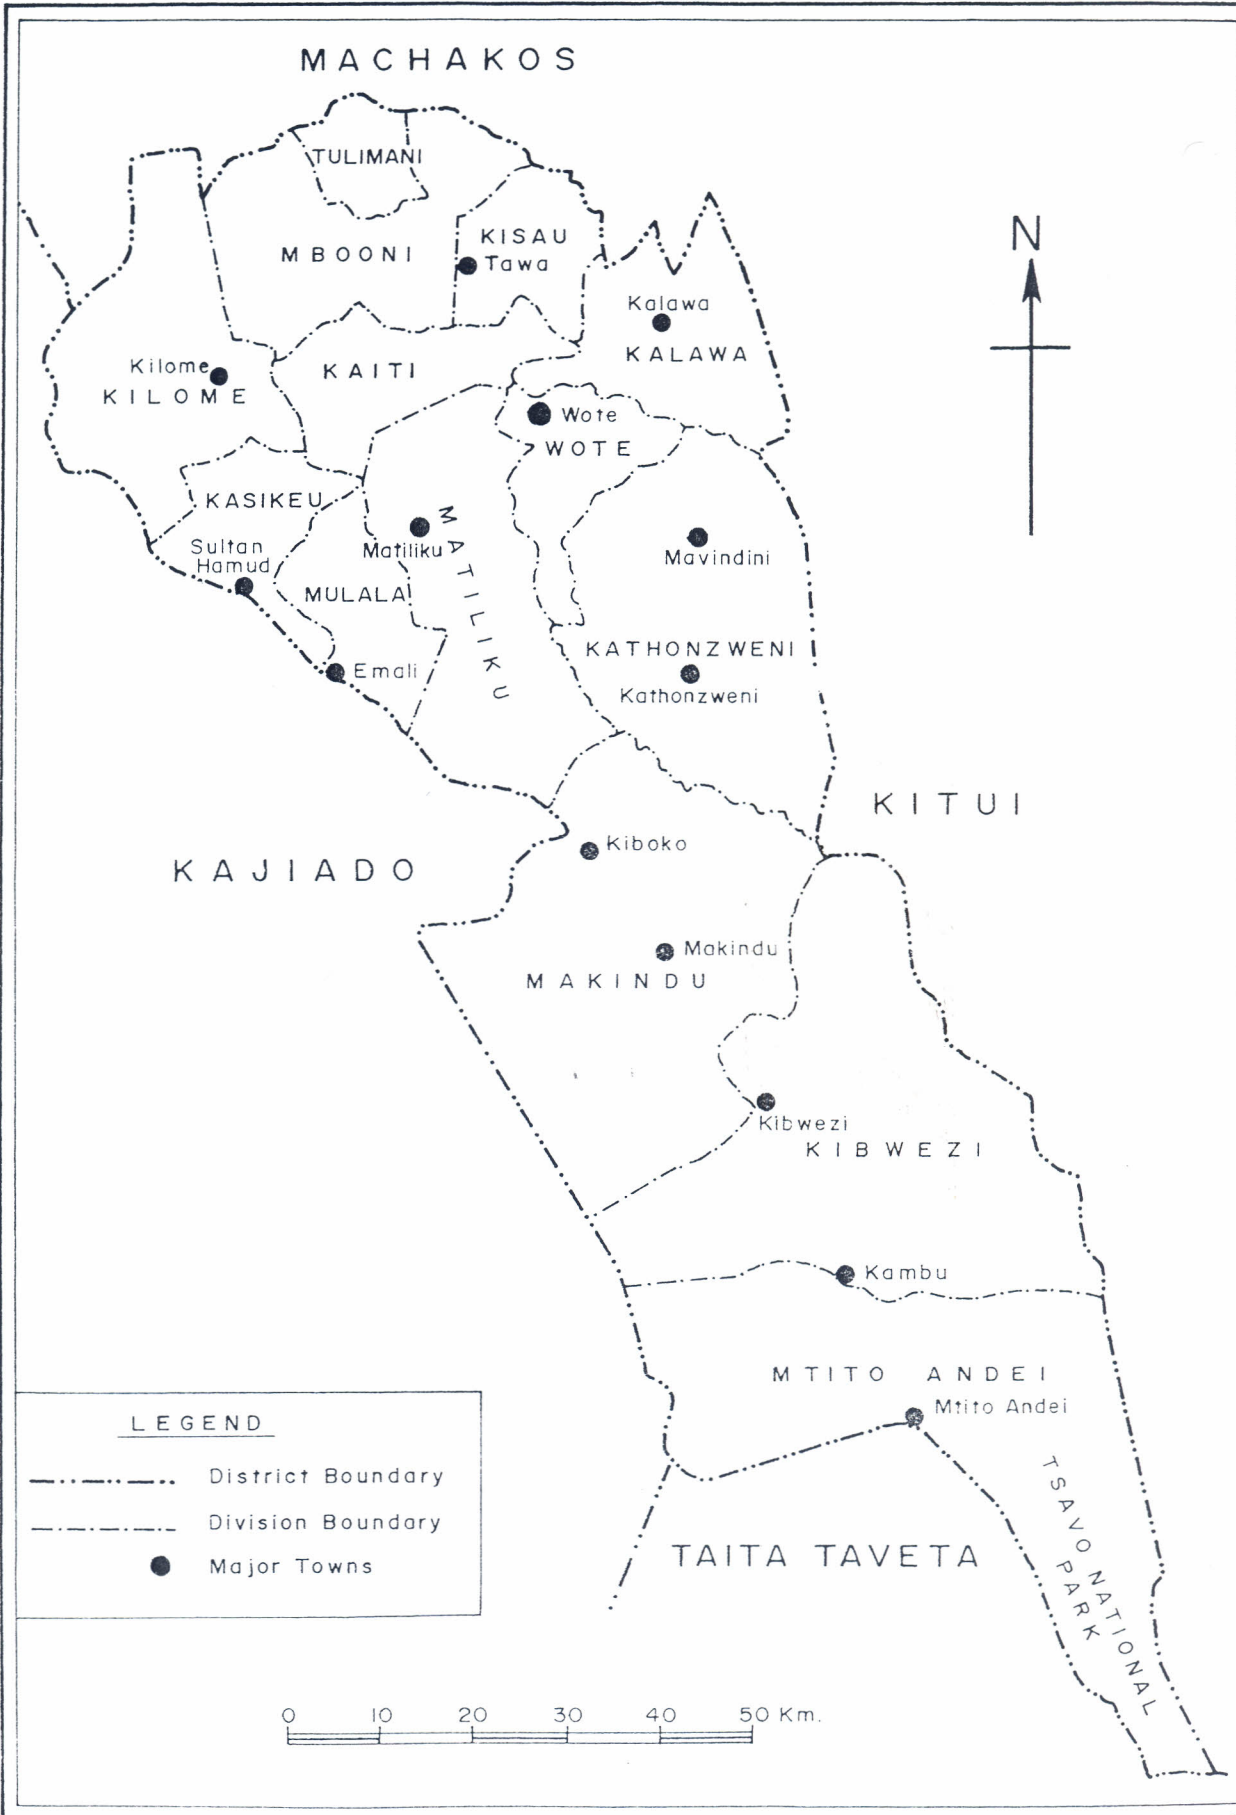 MACHAKOS
TULIMANI
N
KISAU
MBOONI
Tawa
Kalawa
KALAWA
Kilome
KAITI
KILOME
Wote
WOTE
KASIKEU
Matiliku
MATILIKU
Sultan
Hamud
Mavindini
MULALA
KATHONZWENI
Emali
Kathonzweni
KITUI
Kiboko
KAJIADO
Makindu
MAKINDU
Kibwezi
KIBWEZI
Kambu
MTITO ANDEI
Mtito Andei
TSAVO NATIONAL
PARK
TAITA TAVETA
LEGEND
District Boundary
Division Boundary
Major Towns
0 10 20 30 40 50 Km.